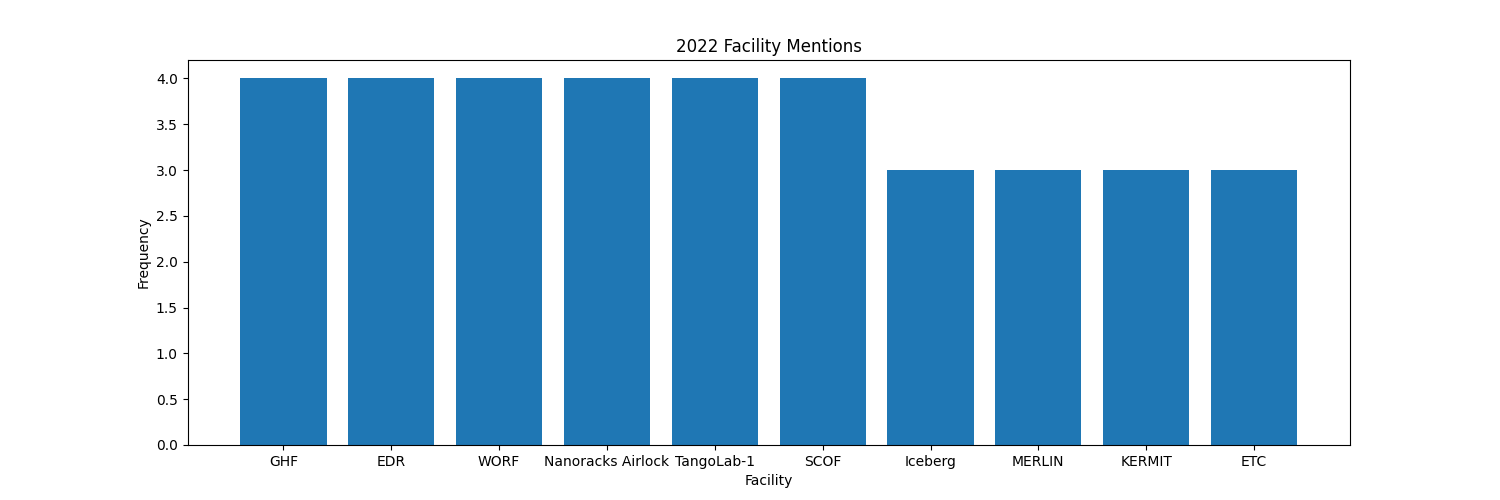 2022 Facility Mentions
4.0
3.5
3.0
2.5
2.0
1.5
1.0
0.5
0.0
Frequency
GHF EDR WORF Nanoracks Airlock TangoLab-1 SCOF Iceberg MERLIN KERMIT ETC
Facility